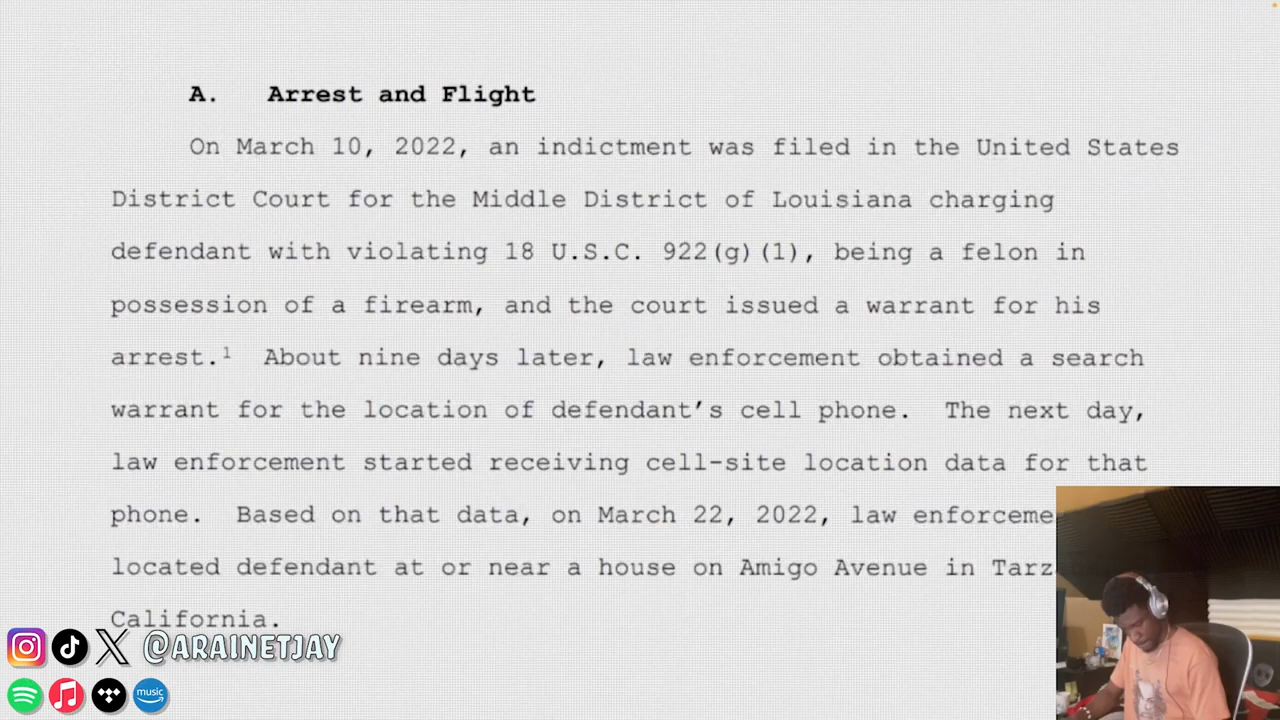 A. Arrest and Flight
On March 10, 2022, an indictment was filed in the United States
District Court for the Middle District of Louisiana charging
defendant with violating 18 U.S.C. 922(g)(1), being a felon in
possession of a firearm, and the court issued a warrant for his
arrest.¹ About nine days later, law enforcement obtained a search
warrant for the location of defendant's cell phone. The next day,
law enforcement started receiving cell-site location data for that
phone. Based on that data, on March 22, 2022, law enforceme
located defendant at or near a house on Amigo Avenue in Tarz
California.
@ARAINETJAY
music